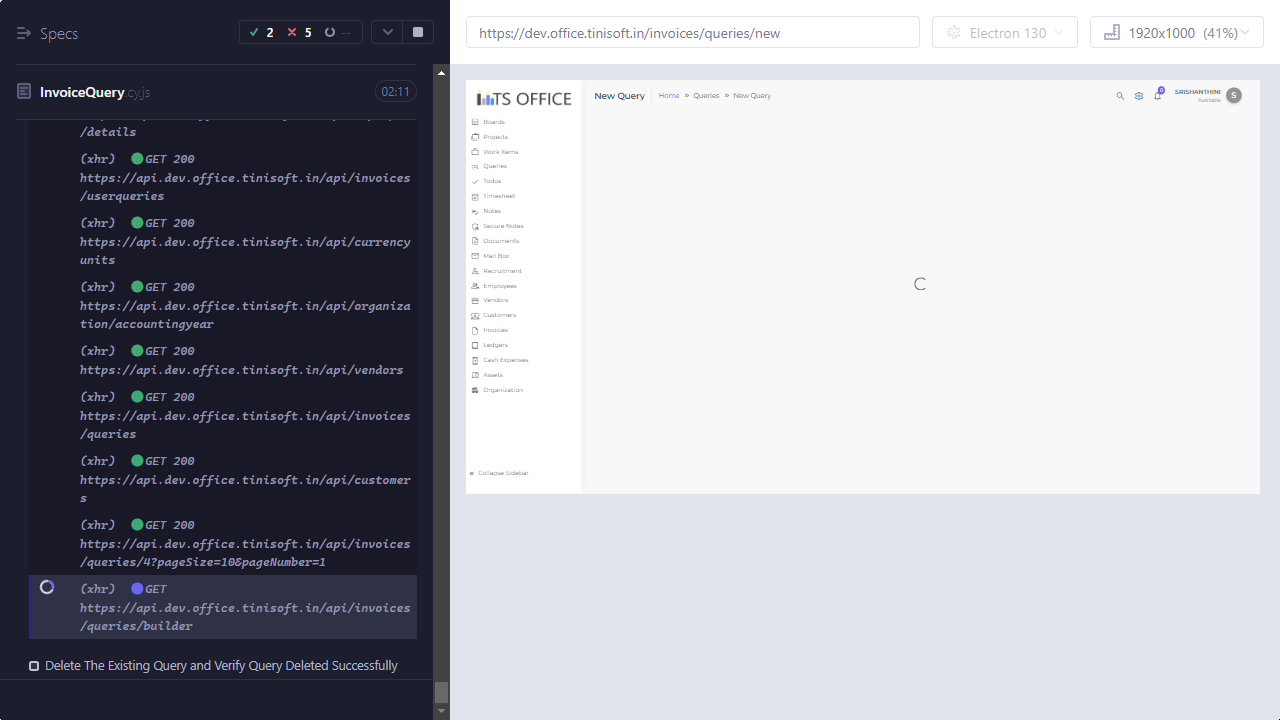 Specs
2
5
--
https://dev.office.tinisoft.in/invoices/queries/new
Electron 130
1920x1000 (41%)
InvoiceQuery.cy.js
02:11
/details
(xhr) GET 200
https://api.dev.office.tinisoft.in/api/invoices
/userqueries
(xhr) GET 200
https://api.dev.office.tinisoft.in/api/currency
units
(xhr) GET 200
https://api.dev.office.tinisoft.in/api/organiza
tion/accountingyear
(xhr) GET 200
https://api.dev.office.tinisoft.in/api/vendors
(xhr) GET 200
https://api.dev.office.tinisoft.in/api/invoices
/queries
(xhr) GET 200
https://api.dev.office.tinisoft.in/api/customer
s
(xhr) GET 200
https://api.dev.office.tinisoft.in/api/invoices
/queries/4?pageSize=10&pageNumber=1
(xhr) GET
https://api.dev.office.tinisoft.in/api/invoices
/queries/builder
Delete The Existing Query and Verify Query Deleted Successfully
TS OFFICE
New Query
Home » Queries » New Query
0
SRISHANTHINI
Available
S
Boards
Projects
Work Items
Queries
Todos
Timesheet
Notes
Secure Notes
Documents
Mail Box
Recruitment
Employees
Vendors
Customers
Invoices
Ledgers
Cash Expenses
Assets
Organization
« Collapse Sidebar